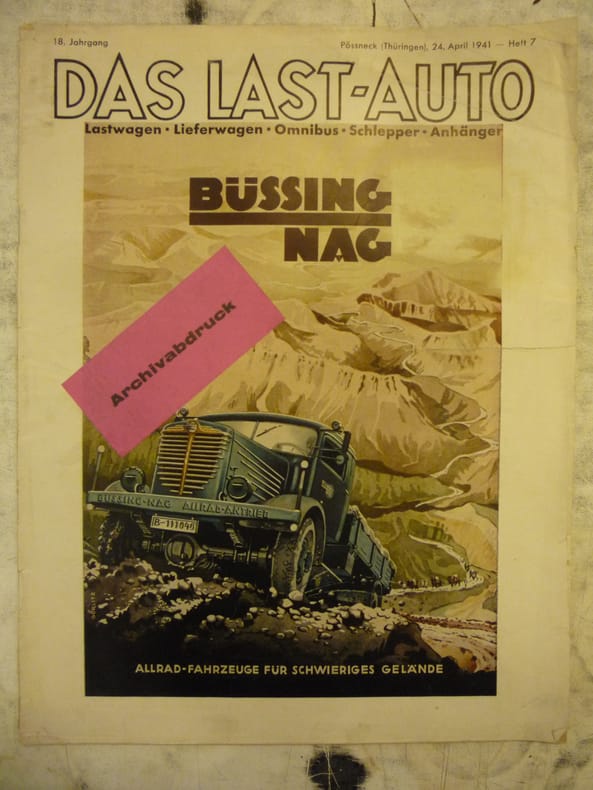 18. Jahrgang
Pössneck (Thüringen), 24. April 1941 — Heft 7
DAS LAST-AUTO
Lastwagen • Lieferwagen • Omnibus • Schlepper • Anhänger
BÜSSING
NAG
Archivabdruck
BÜSSING-NAG ALLRAD-ANTRIEB
ALLRAD-FAHRZEUGE FÜR SCHWIERIGES GELÄNDE